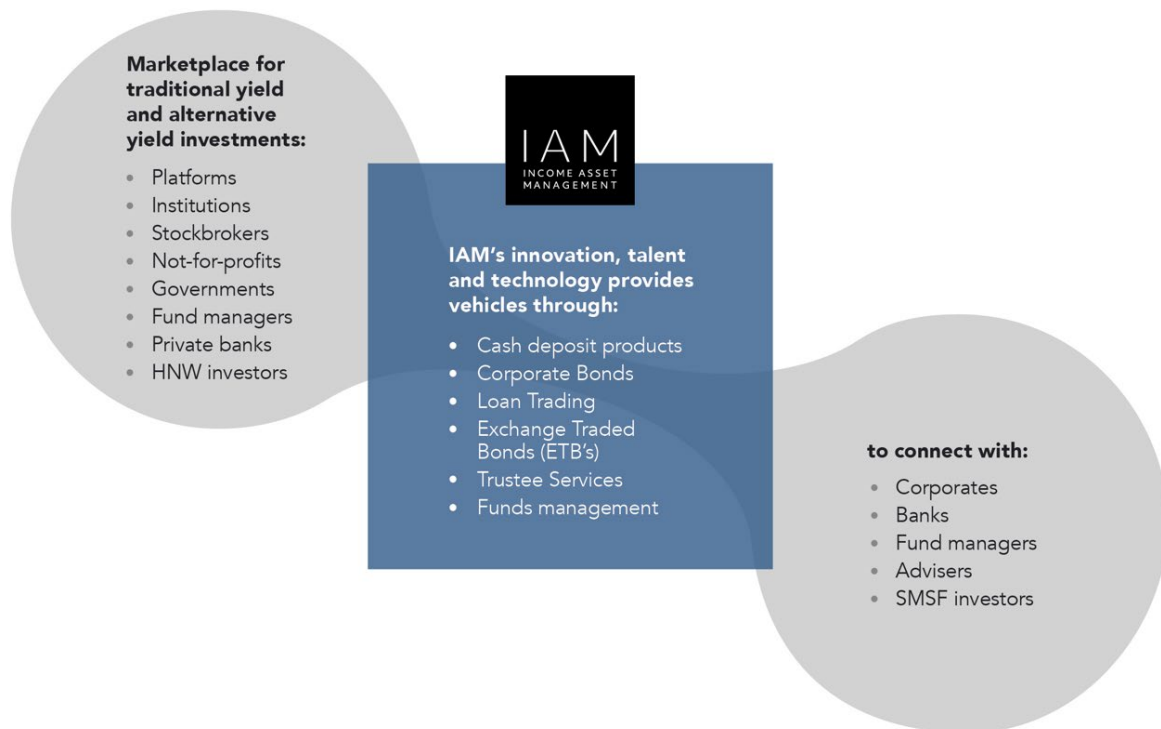 Marketplace for
traditional yield
and alternative
yield investments:
• Platforms
• Institutions
• Stockbrokers
• Not-for-profits
• Governments
• Fund managers
• Private banks
• HNW investors
IAM
INCOME ASSET
MANAGEMENT
IAM’s innovation, talent
and technology provides
vehicles through:
• Cash deposit products
• Corporate Bonds
• Loan Trading
• Exchange Traded
Bonds (ETB’s)
• Trustee Services
• Funds management
to connect with:
• Corporates
• Banks
• Fund managers
• Advisers
• SMSF investors